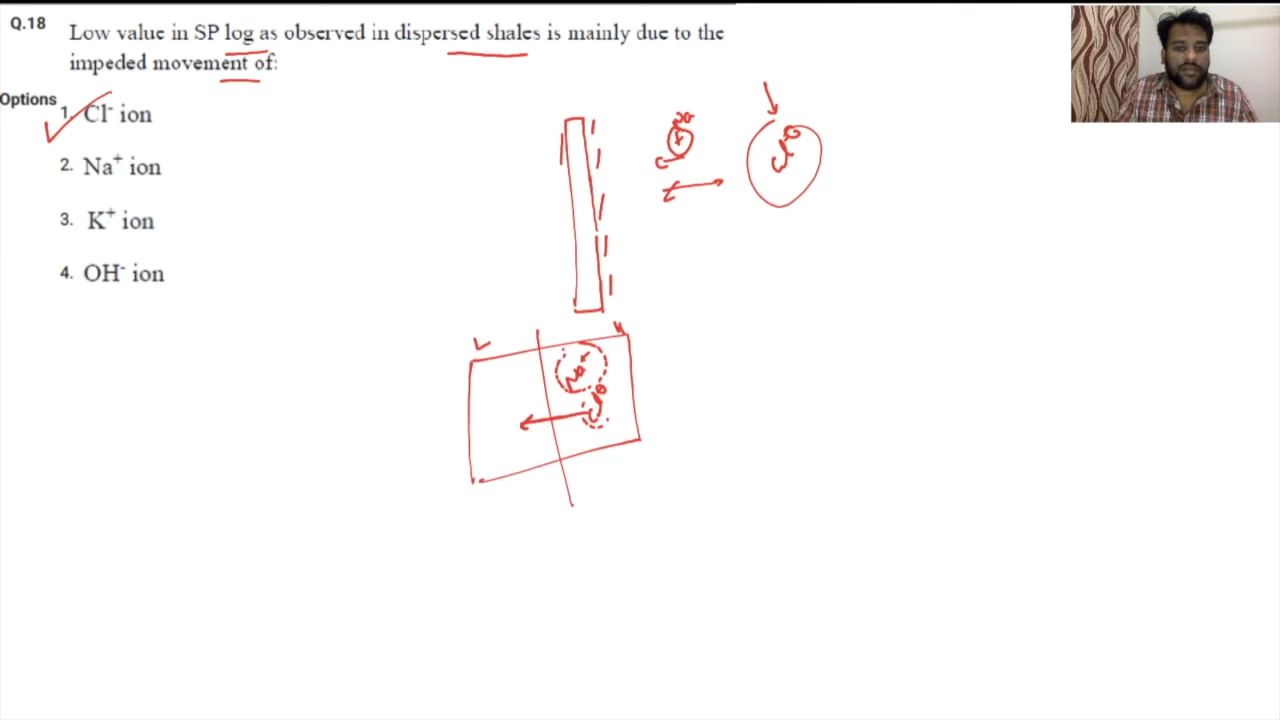 Q.18
Low value in SP log as observed in dispersed shales is mainly due to the
impeded movement of:
Options
1. Cl⁻ ion
2. Na⁺ ion
3. K⁺ ion
4. OH⁻ ion
L
H
Na⁺